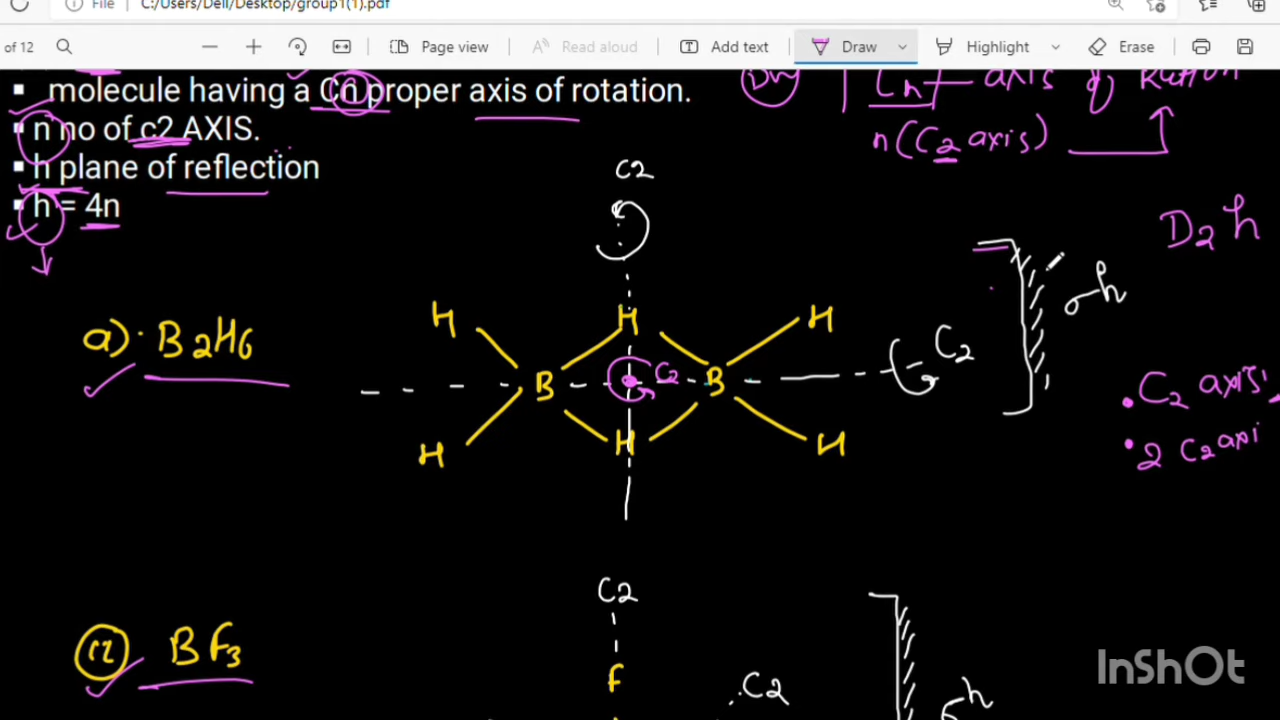 File C:/Users/Dell/Desktop/group1(1).pdf
of 12 Page view Read aloud Add text Draw Highlight Erase
molecule having a Cn proper axis of rotation.
Cn axis of
n no of c2 AXIS.
n(C2 axis)
h plane of reflection
C2
h = 4n
D2h
σh
a) B2H6
H H H
C2
B C2 B
C2 axis
H H H
2 C2 axi
C2
BF3
F
C2
σh
InShOt